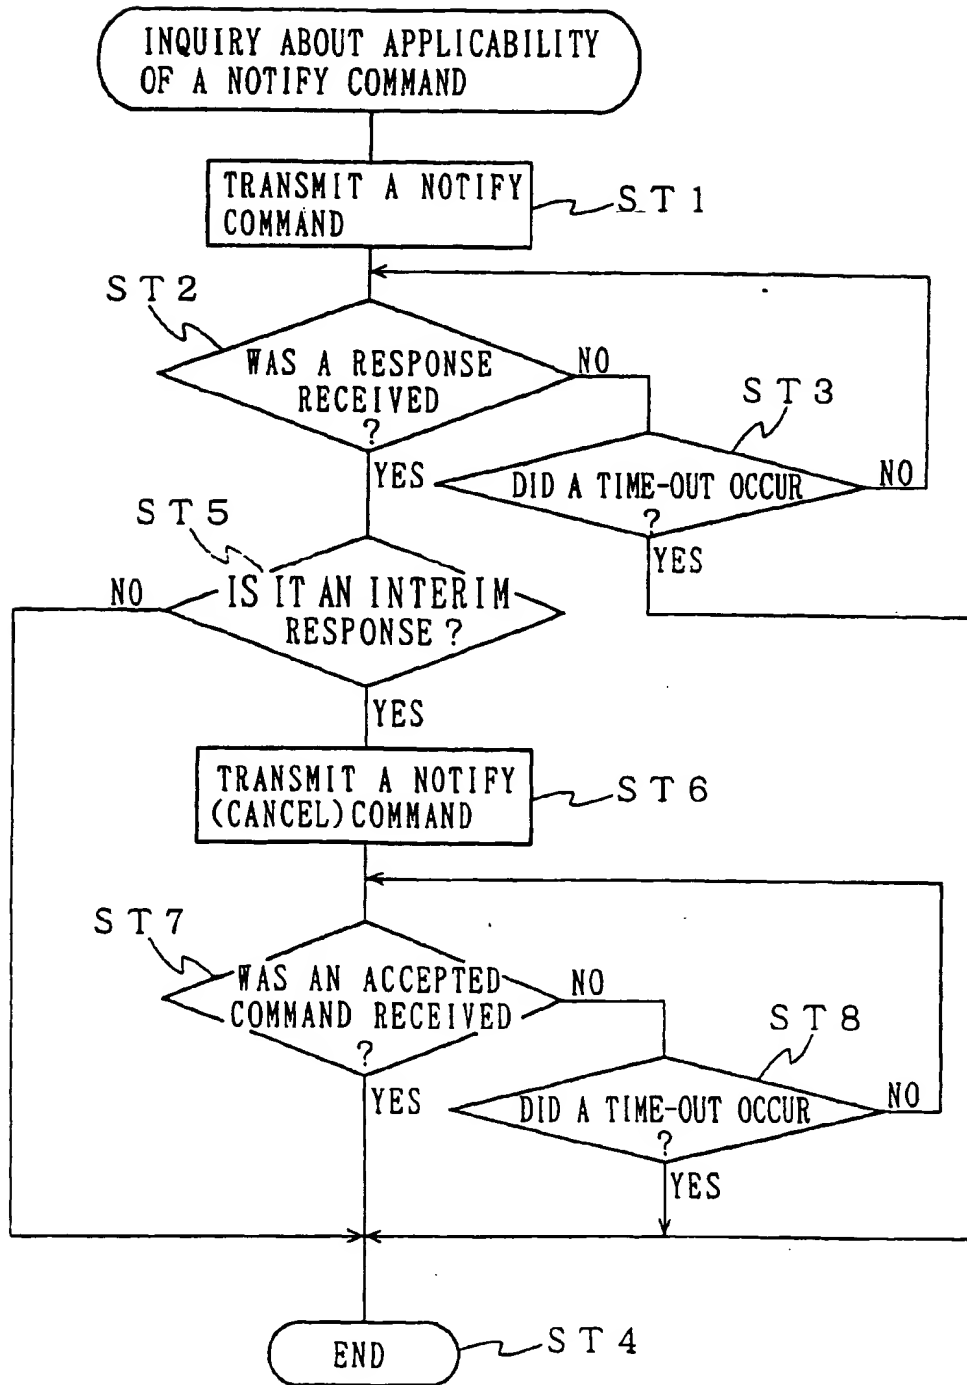 INQUIRY ABOUT APPLICABILITY
OF A NOTIFY COMMAND
TRANSMIT A NOTIFY
COMMAND
ST1
ST2
WAS A RESPONSE
RECEIVED
?
NO
YES
ST3
DID A TIME-OUT OCCUR
?
NO
YES
ST5
IS IT AN INTERIM
RESPONSE?
NO
YES
TRANSMIT A NOTIFY
(CANCEL) COMMAND
ST6
ST7
WAS AN ACCEPTED
COMMAND RECEIVED
?
NO
YES
ST8
DID A TIME-OUT OCCUR
?
NO
YES
END
ST4